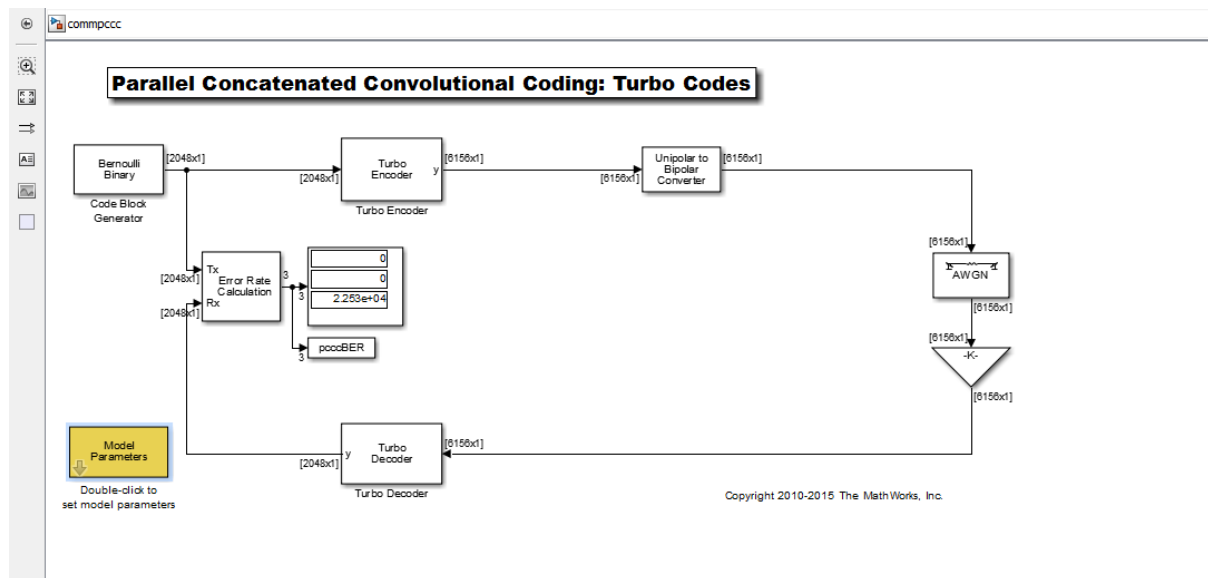 commpccc
Parallel Concatenated Convolutional Coding: Turbo Codes
Bernoulli
Binary
[2048x1]
Code Block
Generator
[2048x1]
Turbo
Encoder
y
[6156x1]
Turbo Encoder
[6156x1]
Unipolar to
Bipolar
Converter
[6156x1]
[6156x1]
AWGN
[6156x1]
[6156x1]
-K-
[6156x1]
[2048x1]
Tx
Error Rate
Calculation
Rx
[2048x1]
3
3
0
0
2.253e+04
pcccBER
3
Model
Parameters
Double-click to
set model parameters
[2048x1]
y
Turbo
Decoder
[6156x1]
Turbo Decoder
Copyright 2010-2015 The MathWorks, Inc.